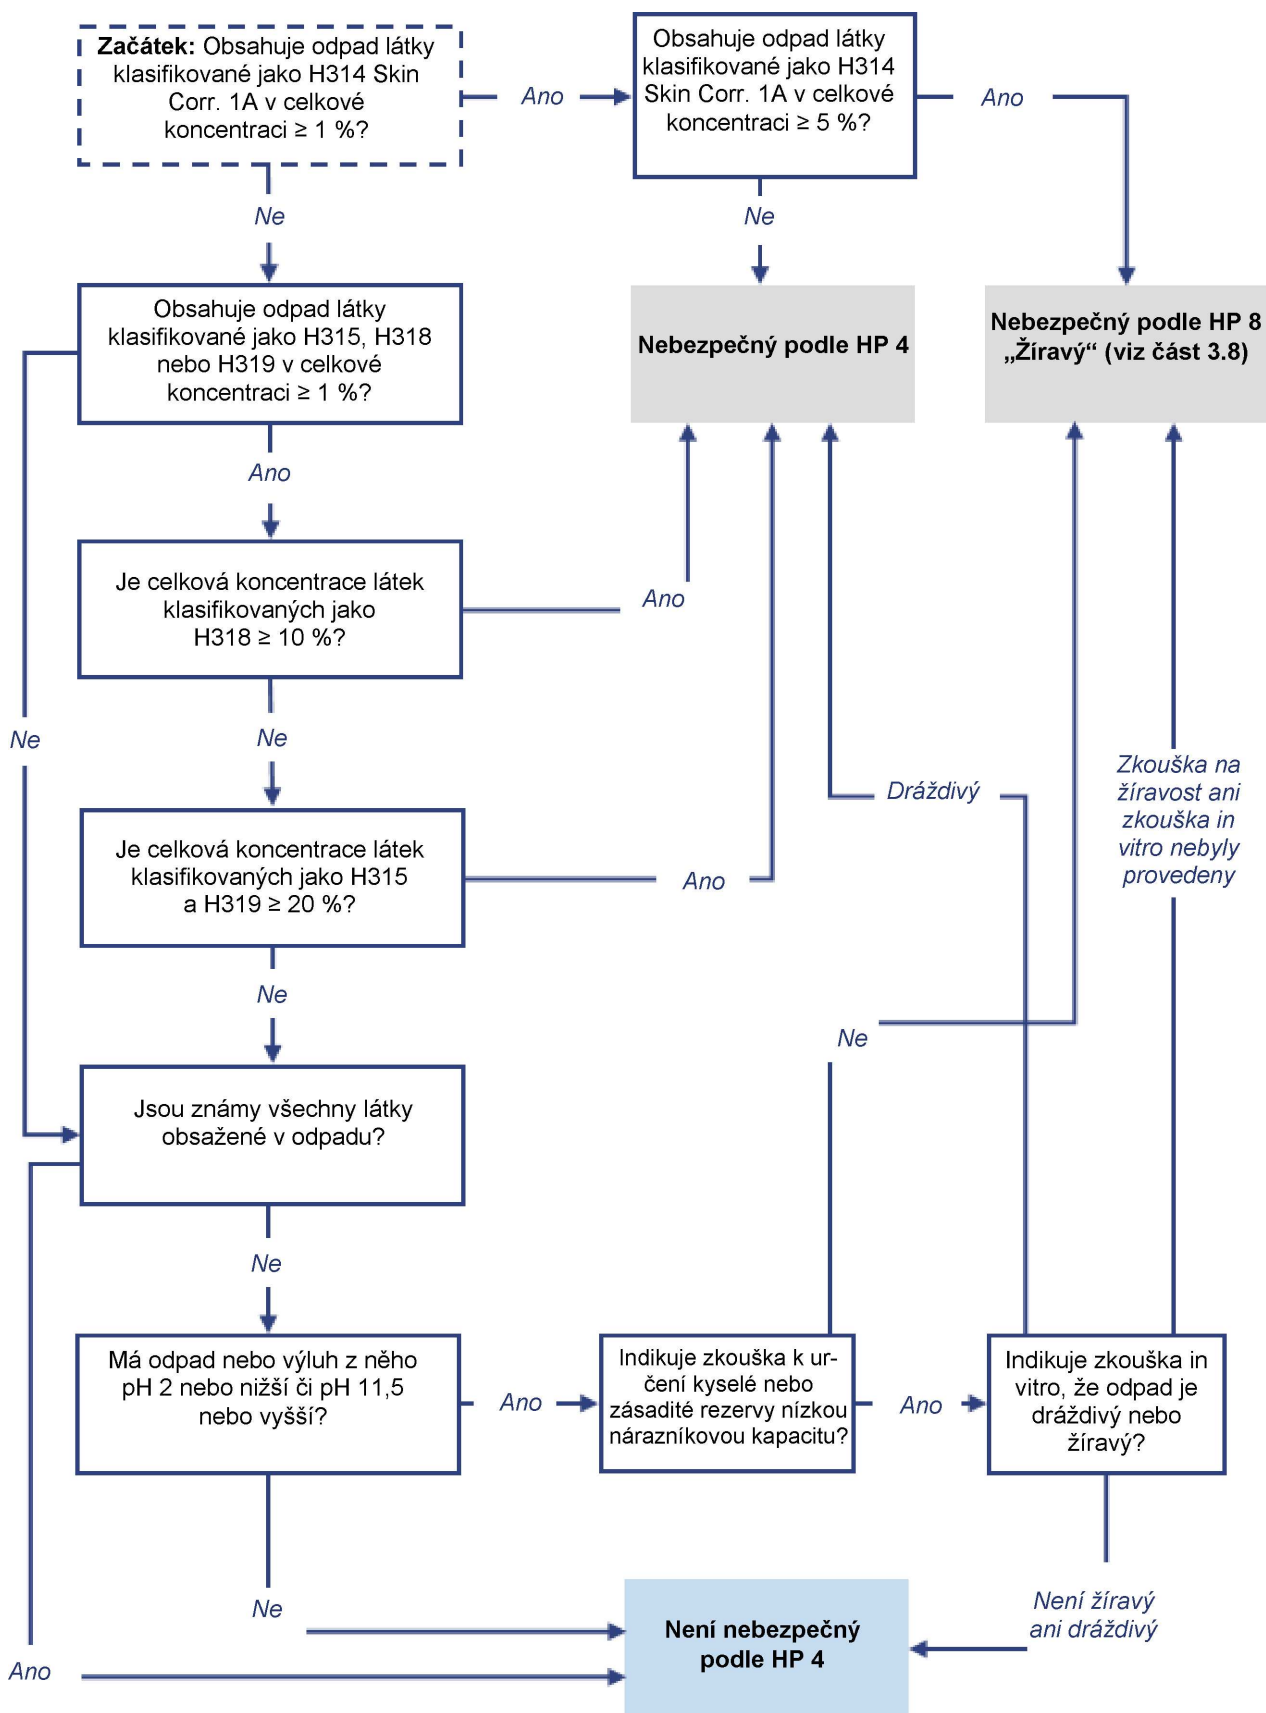 Začátek: Obsahuje odpad látky
klasifikované jako H314 Skin
Corr. 1A v celkové
koncentraci ≥ 1 %?
Ano
Obsahuje odpad látky
klasifikované jako H314
Skin Corr. 1A v celkové
koncentraci ≥ 5 %?
Ano
Ne
Ne
Obsahuje odpad látky
klasifikované jako H315, H318
nebo H319 v celkové
koncentraci ≥ 1 %?
Nebezpečný podle HP 4
Nebezpečný podle HP 8
„Žíravý“ (viz část 3.8)
Ano
Je celková koncentrace látek
klasifikovaných jako
H318 ≥ 10 %?
Ano
Ne
Ne
Dráždivý
Zkouška na
žíravost ani
zkouška in
vitro nebyly
provedeny
Je celková koncentrace látek
klasifikovaných jako H315
a H319 ≥ 20 %?
Ano
Ne
Ne
Jsou známy všechny látky
obsažené v odpadu?
Ne
Má odpad nebo výluh z něho
pH 2 nebo nižší či pH 11,5
nebo vyšší?
Ano
Indikuje zkouška k ur-
čení kyselé nebo
zásadité rezervy nízkou
nárazníkovou kapacitu?
Ano
Indikuje zkouška in
vitro, že odpad je
dráždivý nebo
žíravý?
Ne
Není nebezpečný
podle HP 4
Není žíravý
ani dráždivý
Ano